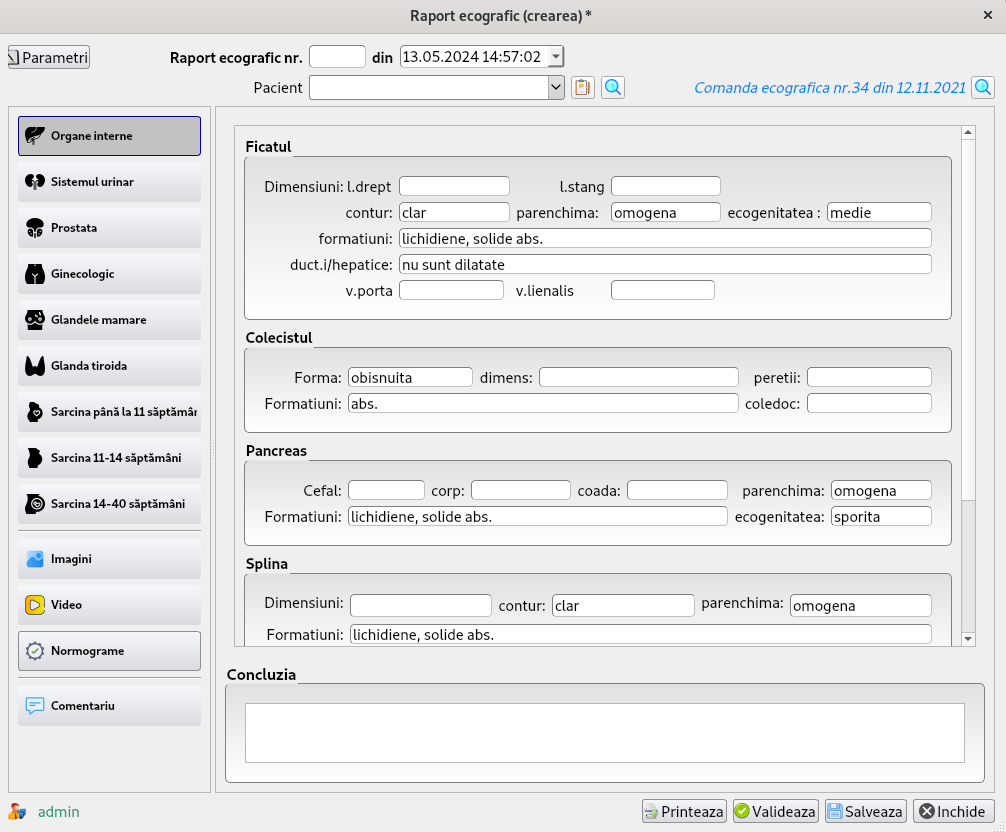 Raport ecografic (crearea) *
Parametri
Raport ecografic nr. din 13.05.2024 14:57:02
Pacient
Comanda ecografica nr.34 din 12.11.2021
Organe interne
Sistemul urinar
Prostata
Ginecologic
Glandele mamare
Glanda tiroida
Sarcina până la 11 săptămân
Sarcina 11-14 săptămâni
Sarcina 14-40 săptămâni
Imagini
Video
Normograme
Comentariu
Ficatul
Dimensiuni: l.drept l.stang
contur: clar parenchima: omogena ecogenitatea : medie
formatiuni: lichidiene, solide abs.
duct.i/hepatice: nu sunt dilatate
v.porta v.lienalis
Colecistul
Forma: obisnuita dimens: peretii:
Formatiuni: abs. coledoc:
Pancreas
Cefal: corp: coada: parenchima: omogena
Formatiuni: lichidiene, solide abs. ecogenitatea: sporita
Splina
Dimensiuni: contur: clar parenchima: omogena
Formatiuni: lichidiene, solide abs.
Concluzia
admin
Printeaza Valideaza Salveaza Inchide